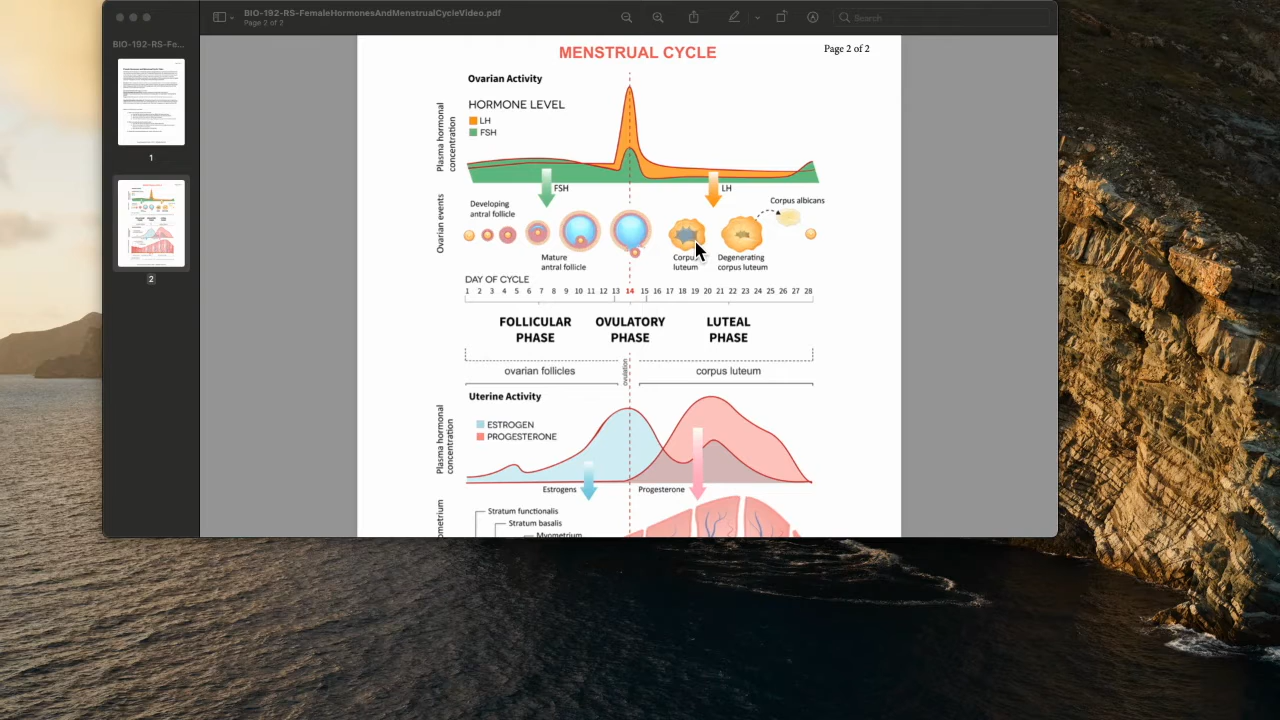 BIO-192-RS-FemaleHormonesAndMenstrualCycleVideo.pdf
Page 2 of 2
Search
BIO-192-RS-Fe...
1
2
Page 2 of 2
MENSTRUAL CYCLE
Ovarian Activity
HORMONE LEVEL
LH
FSH
Plasma hormonal
concentration
FSH
LH
Ovarian events
Developing
antral follicle
Corpus albicans
Mature
antral follicle
luteum
Degenerating
corpus luteum
DAY OF CYCLE
1 2 3 4 5 6 7 8 9 10 11 12 13 14 15 16 17 18 19 20 21 22 23 24 25 26 27 28
FOLLICULAR
PHASE
OVULATORY
PHASE
LUTEAL
PHASE
ovarian follicles
ovulation
corpus luteum
Uterine Activity
ESTROGEN
PROGESTERONE
Plasma hormonal
concentration
Estrogens
Progesterone
Stratum functionalis
Stratum basalis
Myometrium